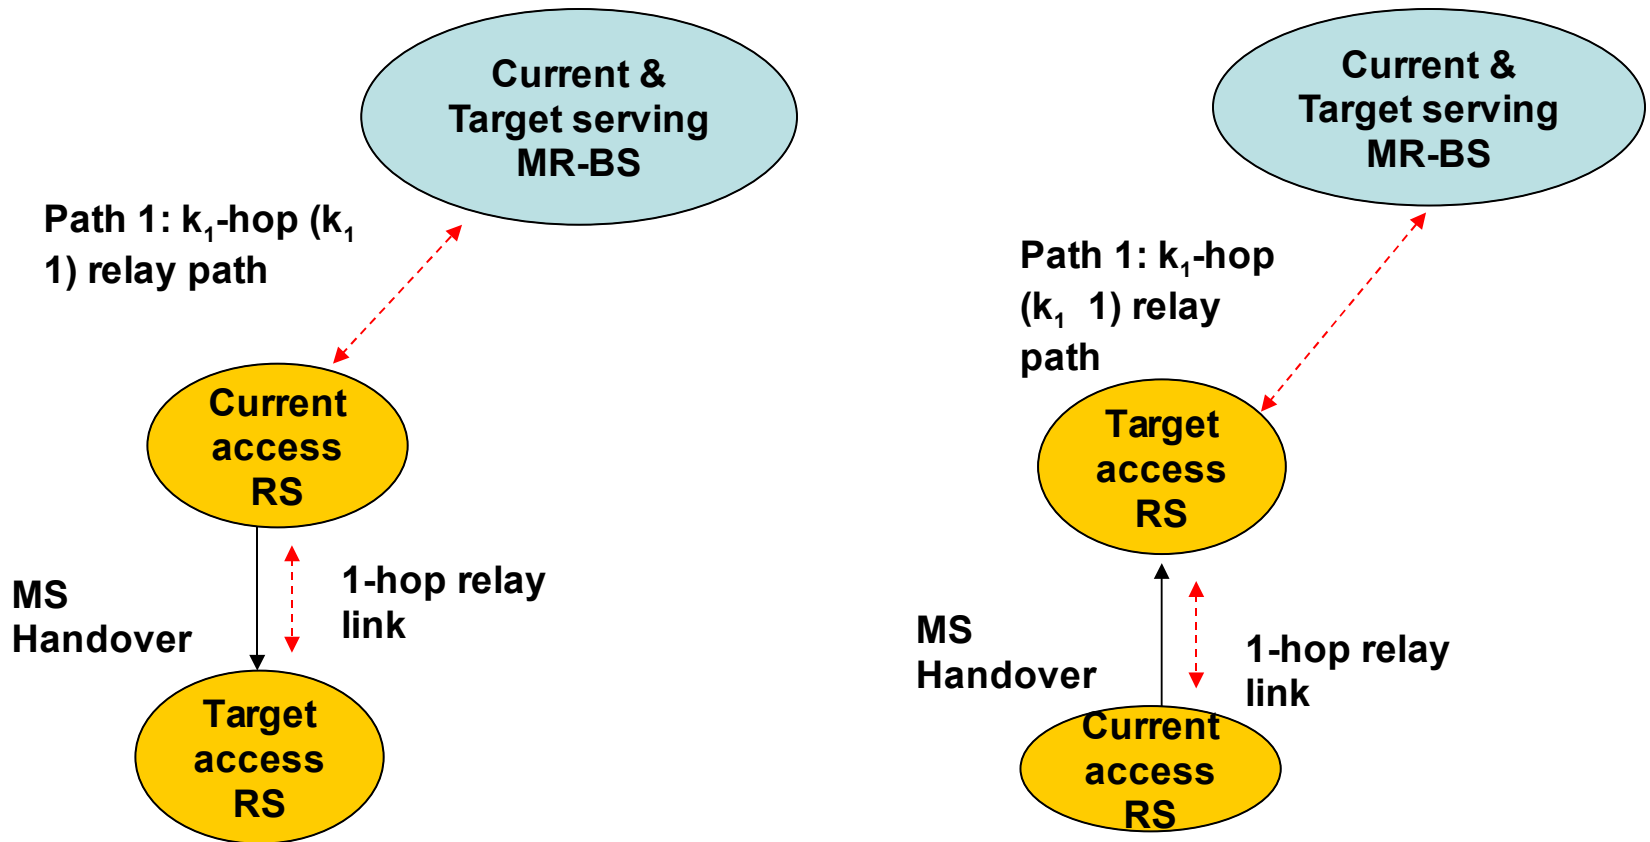 Current &
Target serving
MR-BS
Path 1: k₁-hop (k₁
1) relay path
Current
access
RS
MS
Handover
1-hop relay
link
Target
access
RS
Current &
Target serving
MR-BS
Path 1: k₁-hop
(k₁  1) relay
path
Target
access
RS
MS
Handover
1-hop relay
link
Current
access
RS